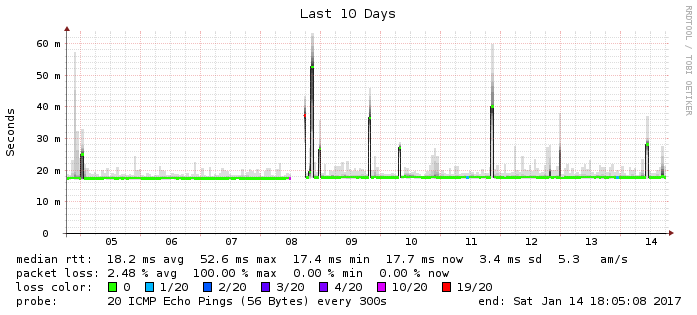 Last 10 Days
RRDTOOL / TOBI OETIKER
Seconds
60 m
50 m
40 m
30 m
20 m
10 m
0
05 06 07 08 09 10 11 12 13 14
median rtt: 18.2 ms avg 52.6 ms max 17.4 ms min 17.7 ms now 3.4 ms sd 5.3 am/s
packet loss: 2.48 % avg 100.00 % max 0.00 % min 0.00 % now
loss color: 0 1/20 2/20 3/20 4/20 10/20 19/20
probe: 20 ICMP Echo Pings (56 Bytes) every 300s end: Sat Jan 14 18:05:08 2017